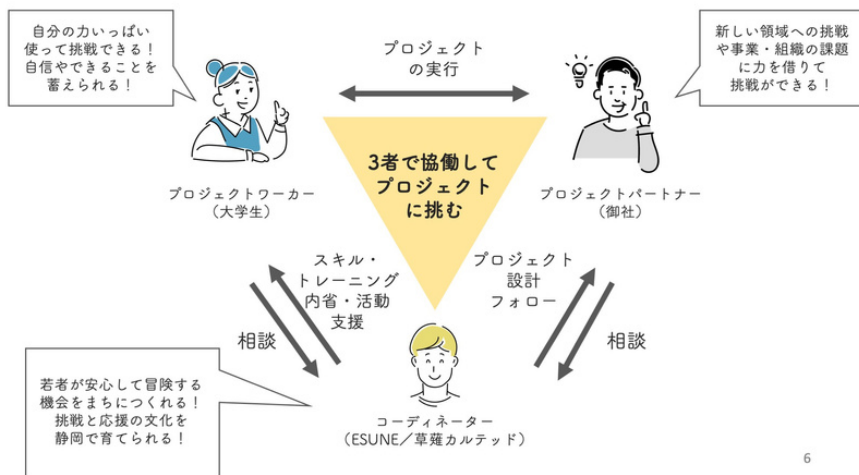 自分の力いっぱい
使って挑戦できる！
自信やできることを
蓄えられる！
プロジェクト
の実行
新しい領域への挑戦
や事業・組織の課題
に力を借りて
挑戦ができる！
プロジェクトワーカー
（大学生）
3者で協働して
プロジェクト
に挑む
プロジェクトパートナー
（御社）
スキル・
トレーニング
内省・活動
支援
プロジェクト
設計
フォロー
相談
相談
若者が安心して冒険する
機会をまちにつくれる！
挑戦と応援の文化を
静岡で育てられる！
コーディネーター
（ESUNE／草薙カルテッド）
6